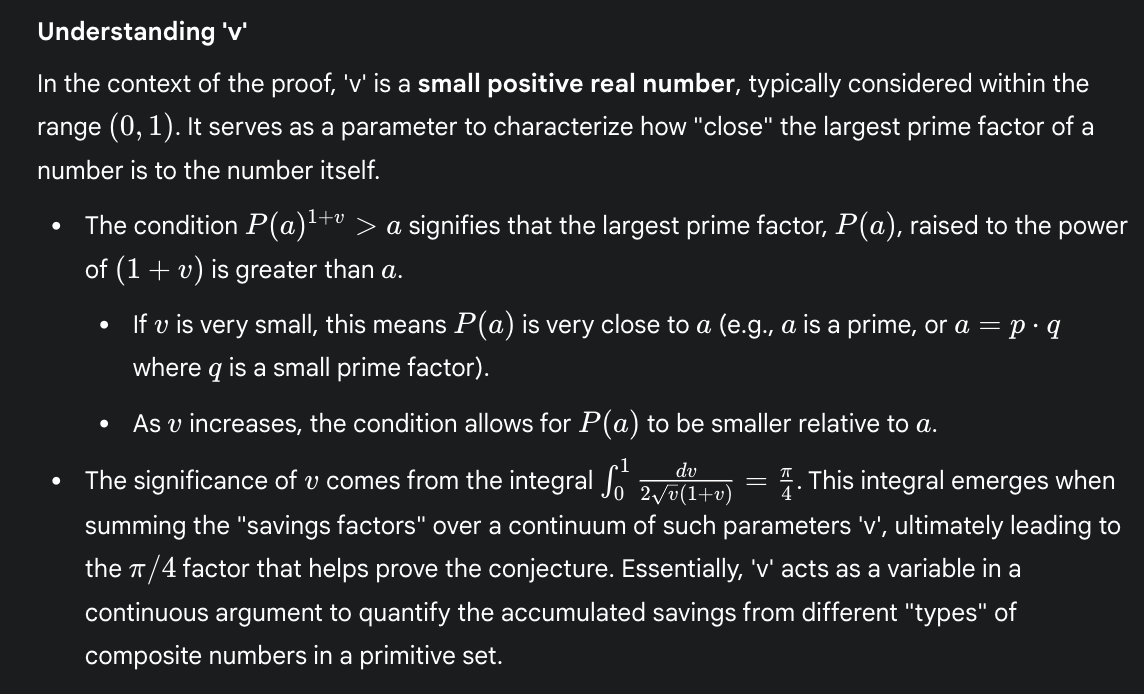 Understanding 'v'
In the context of the proof, 'v' is a small positive real number, typically considered within the
range (0, 1). It serves as a parameter to characterize how "close" the largest prime factor of a
number is to the number itself.
• The condition P(a)^{1+v} > a signifies that the largest prime factor, P(a), raised to the power
of (1 + v) is greater than a.
• If v is very small, this means P(a) is very close to a (e.g., a is a prime, or a = p · q
where q is a small prime factor).
• As v increases, the condition allows for P(a) to be smaller relative to a.
• The significance of v comes from the integral ∫_0^1 \frac{dv}{2√v(1+v)} = \frac{π}{4}. This integral emerges when
summing the "savings factors" over a continuum of such parameters 'v', ultimately leading to
the π/4 factor that helps prove the conjecture. Essentially, 'v' acts as a variable in a
continuous argument to quantify the accumulated savings from different "types" of
composite numbers in a primitive set.